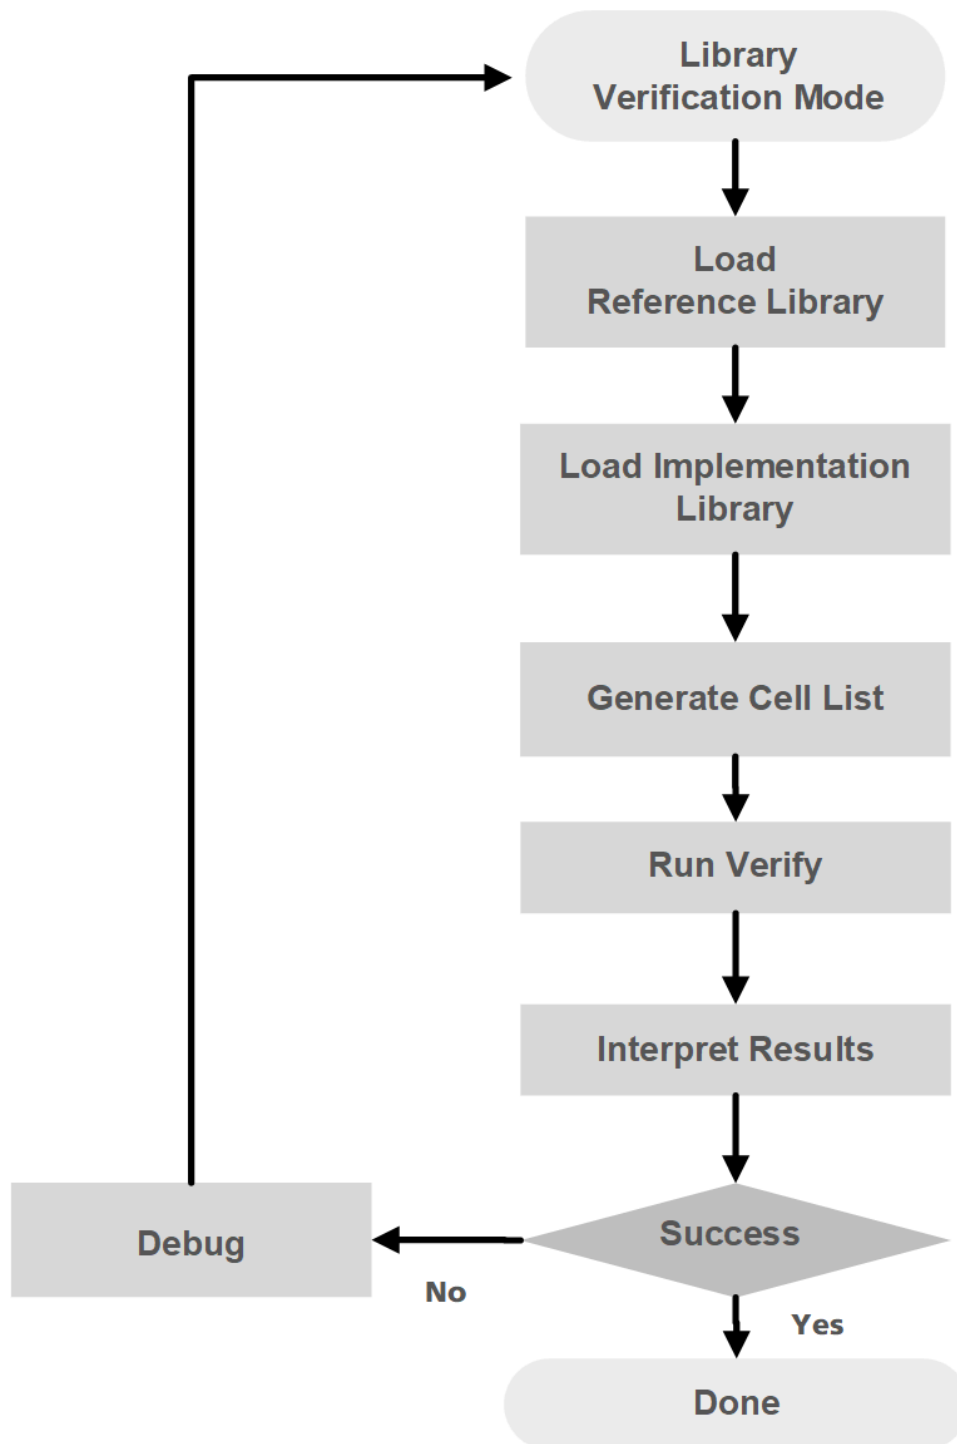 Library
Verification Mode
Load
Reference Library
Load Implementation
Library
Generate Cell List
Run Verify
Interpret Results
Success
Debug
No
Yes
Done